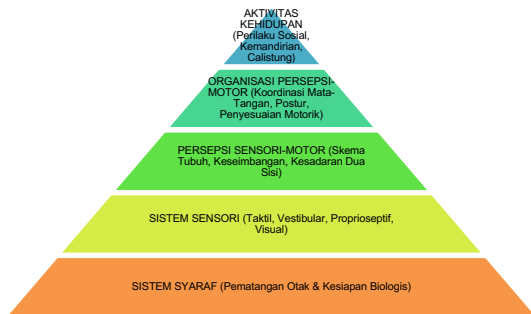 AKTIVITAS
KEHIDUPAN
(Perilaku Sosial,
Kemandirian,
Calistung)
ORGANISASI PERSEPSI-
MOTOR (Koordinasi Mata-
Tangan, Postur,
Penyesuaian Motorik)
PERSEPSI SENSORI-MOTOR (Skema
Tubuh, Keseimbangan, Kesadaran Dua
Sisi)
SISTEM SENSORI (Taktil, Vestibular, Proprioseptif,
Visual)
SISTEM SYARAF (Pematangan Otak & Kesiapan Biologis)